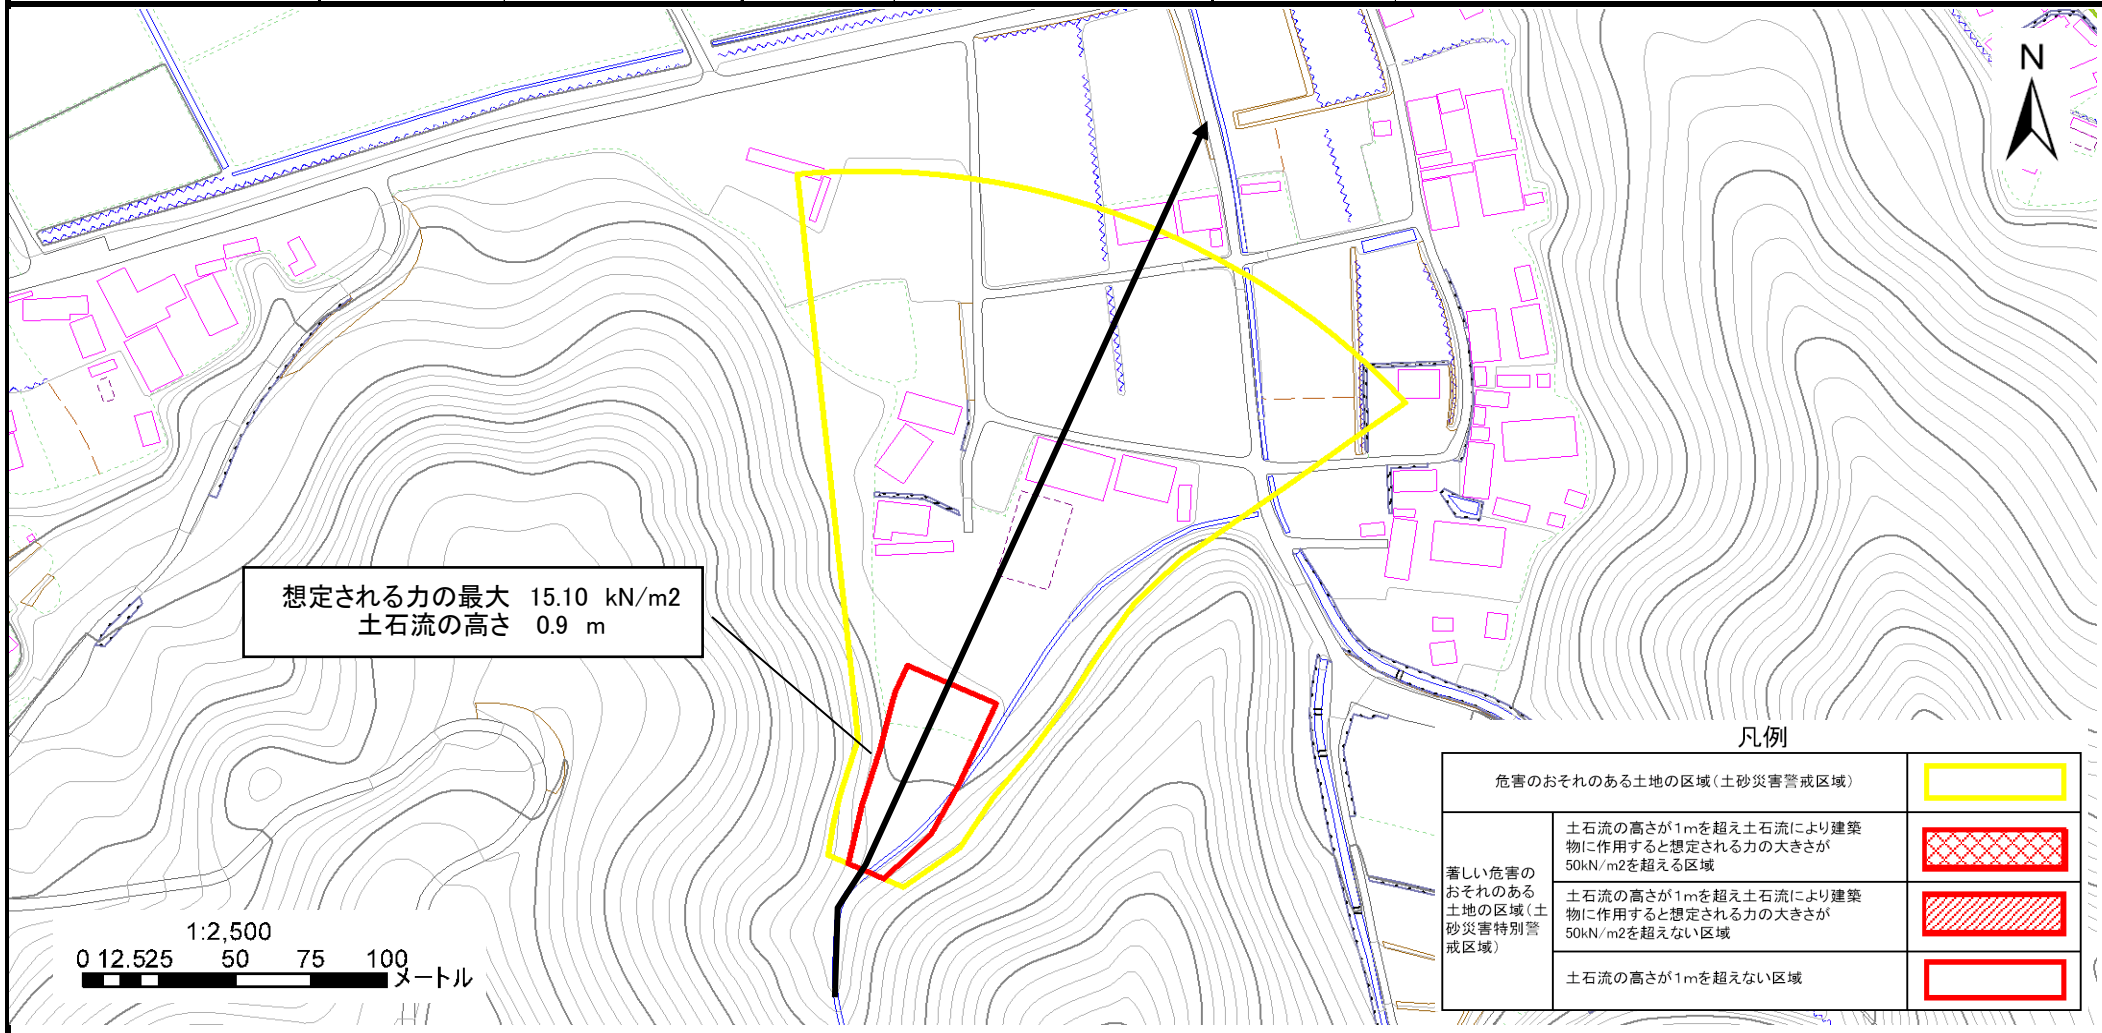 N
想定される力の最大 15.10 kN/m2
土石流の高さ 0.9 m
凡例
危害のおそれのある土地の区域(土砂災害警戒区域)
著しい危害の
おそれのある
土地の区域(土
砂災害特別警
戒区域)
土石流の高さが1mを超え土石流により建築
物に作用すると想定される力の大きさが
50kN/m2を超える区域
土石流の高さが1mを超え土石流により建築
物に作用すると想定される力の大きさが
50kN/m2を超えない区域
土石流の高さが1mを超えない区域
1:2,500
0 12.525 50 75 100
メートル